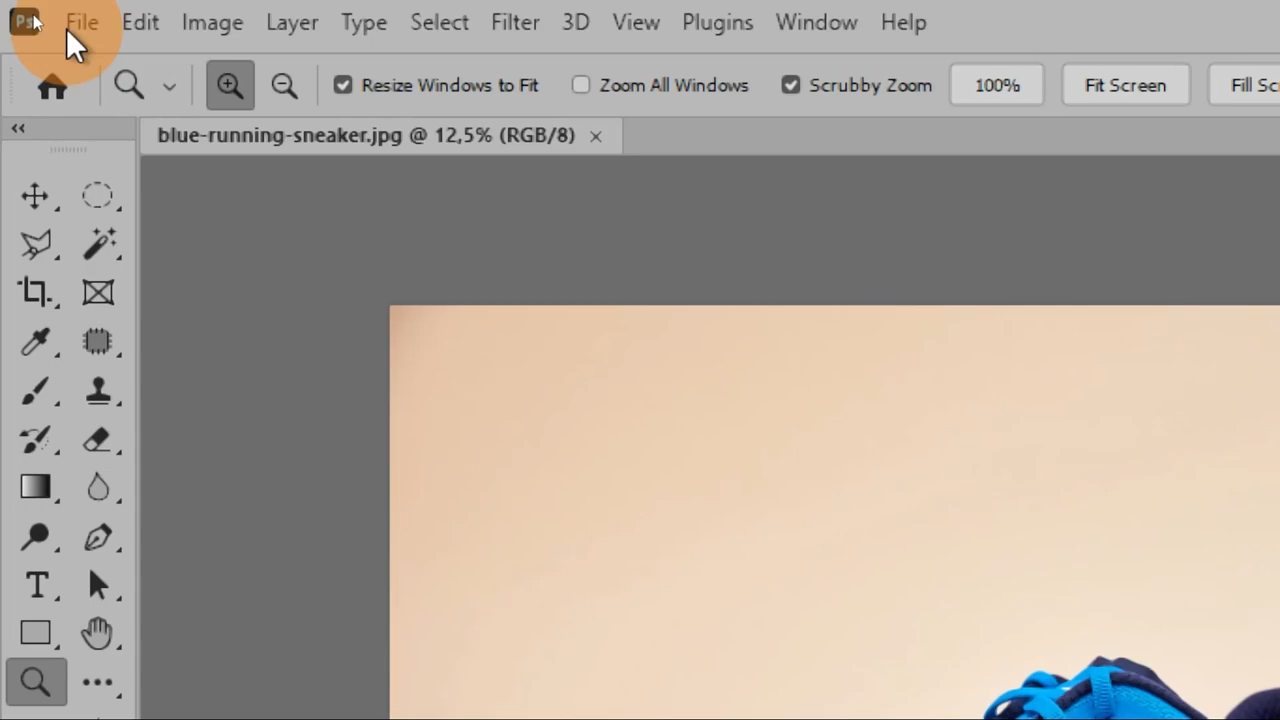 Ps File Edit Image Layer Type Select Filter 3D View Plugins Window Help
Resize Windows to Fit Zoom All Windows Scrubby Zoom 100% Fit Screen Fill Sc
blue-running-sneaker.jpg @ 12,5% (RGB/8) ×
T